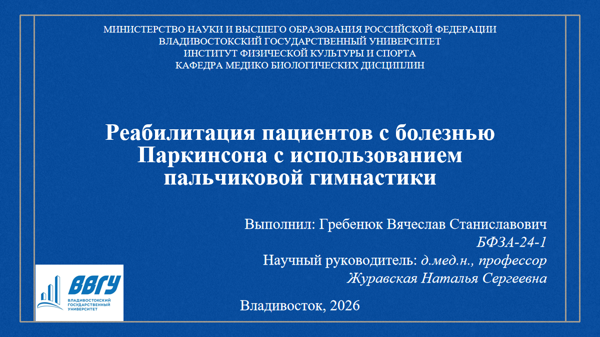 МИНИСТЕРСТВО НАУКИ И ВЫСШЕГО ОБРАЗОВАНИЯ РОССИЙСКОЙ ФЕДЕРАЦИИ
ВЛАДИВОСТОКСКИЙ ГОСУДАРСТВЕННЫЙ УНИВЕРСИТЕТ
ИНСТИТУТ ФИЗИЧЕСКОЙ КУЛЬТУРЫ И СПОРТА
КАФЕДРА МЕДИКО БИОЛОГИЧЕСКИХ ДИСЦИПЛИН
Реабилитация пациентов с болезнью
Паркинсона с использованием
пальчиковой гимнастики
Выполнил: Гребенюк Вячеслав Станиславович
БФЗА-24-1
Научный руководитель: д.мед.н., профессор
Журавская Наталья Сергеевна
ВВГУ
ВЛАДИВОСТОКСКИЙ
ГОСУДАРСТВЕННЫЙ
УНИВЕРСИТЕТ
Владивосток, 2026